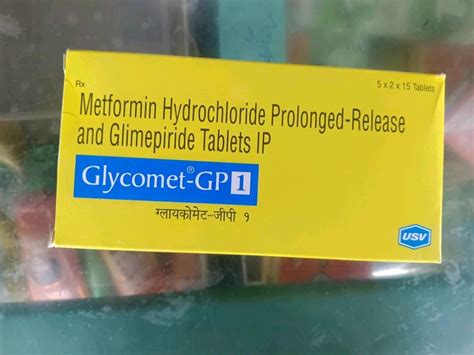 Rx
5 x 2 x 15 Tablets
Metformin Hydrochloride Prolonged-Release
and Glimepiride Tablets IP
Glycomet®-GP 1
ग्लायकोमेट-जीपी १
USV